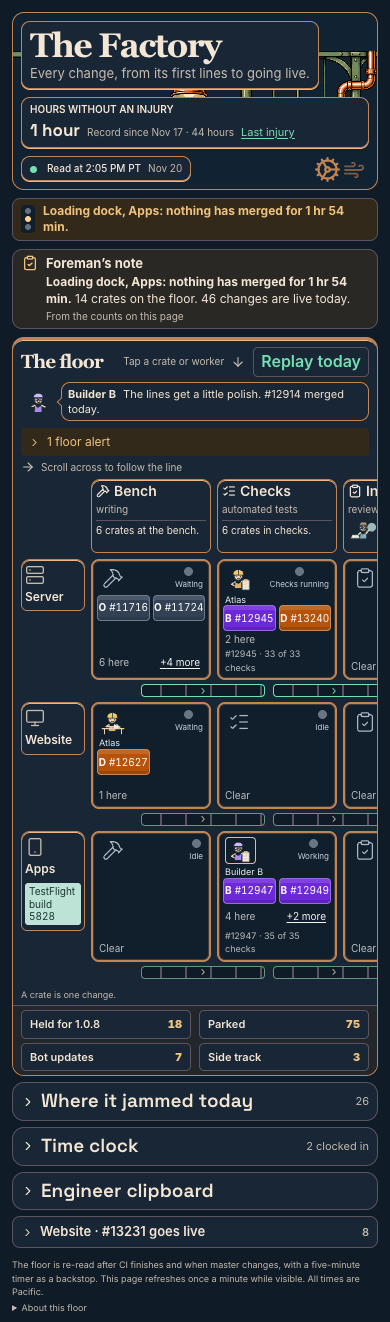 The Factory
Every change, from its first lines to going live.
HOURS WITHOUT AN INJURY
1 hour Record since Nov 17 · 44 hours Last injury
Read at 2:05 PM PT Nov 20
Loading dock, Apps: nothing has merged for 1 hr 54
min.
Foreman's note
Loading dock, Apps: nothing has merged for 1 hr 54
min. 14 crates on the floor. 46 changes are live today.
From the counts on this page
The floor
Tap a crate or worker ↓
Replay today
Builder B The lines get a little polish. #12914 merged
today.
› 1 floor alert
→ Scroll across to follow the line
Bench
writing
6 crates at the bench.
Checks
automated tests
6 crates in checks.
In
review
Server
Waiting
O #11716 O #11724
6 here +4 more
Checks running
Atlas
B #12945 D #13240
2 here
#12945 · 33 of 33
checks
Clear
Website
Waiting
Atlas
D #12627
1 here
Idle
Clear
Clear
Apps
TestFlight
build
5828
Idle
Clear
Working
Builder B
B #12947 B #12949
4 here +2 more
#12947 · 35 of 35
checks
Clear
A crate is one change.
Held for 1.0.8 18
Parked 75
Bot updates 7
Side track 3
› Where it jammed today 26
› Time clock 2 clocked in
› Engineer clipboard
› Website · #13231 goes live 8
The floor is re-read after CI finishes and when master changes, with a five-minute
timer as a backstop. This page refreshes once a minute while visible. All times are
Pacific.
▶ About this floor